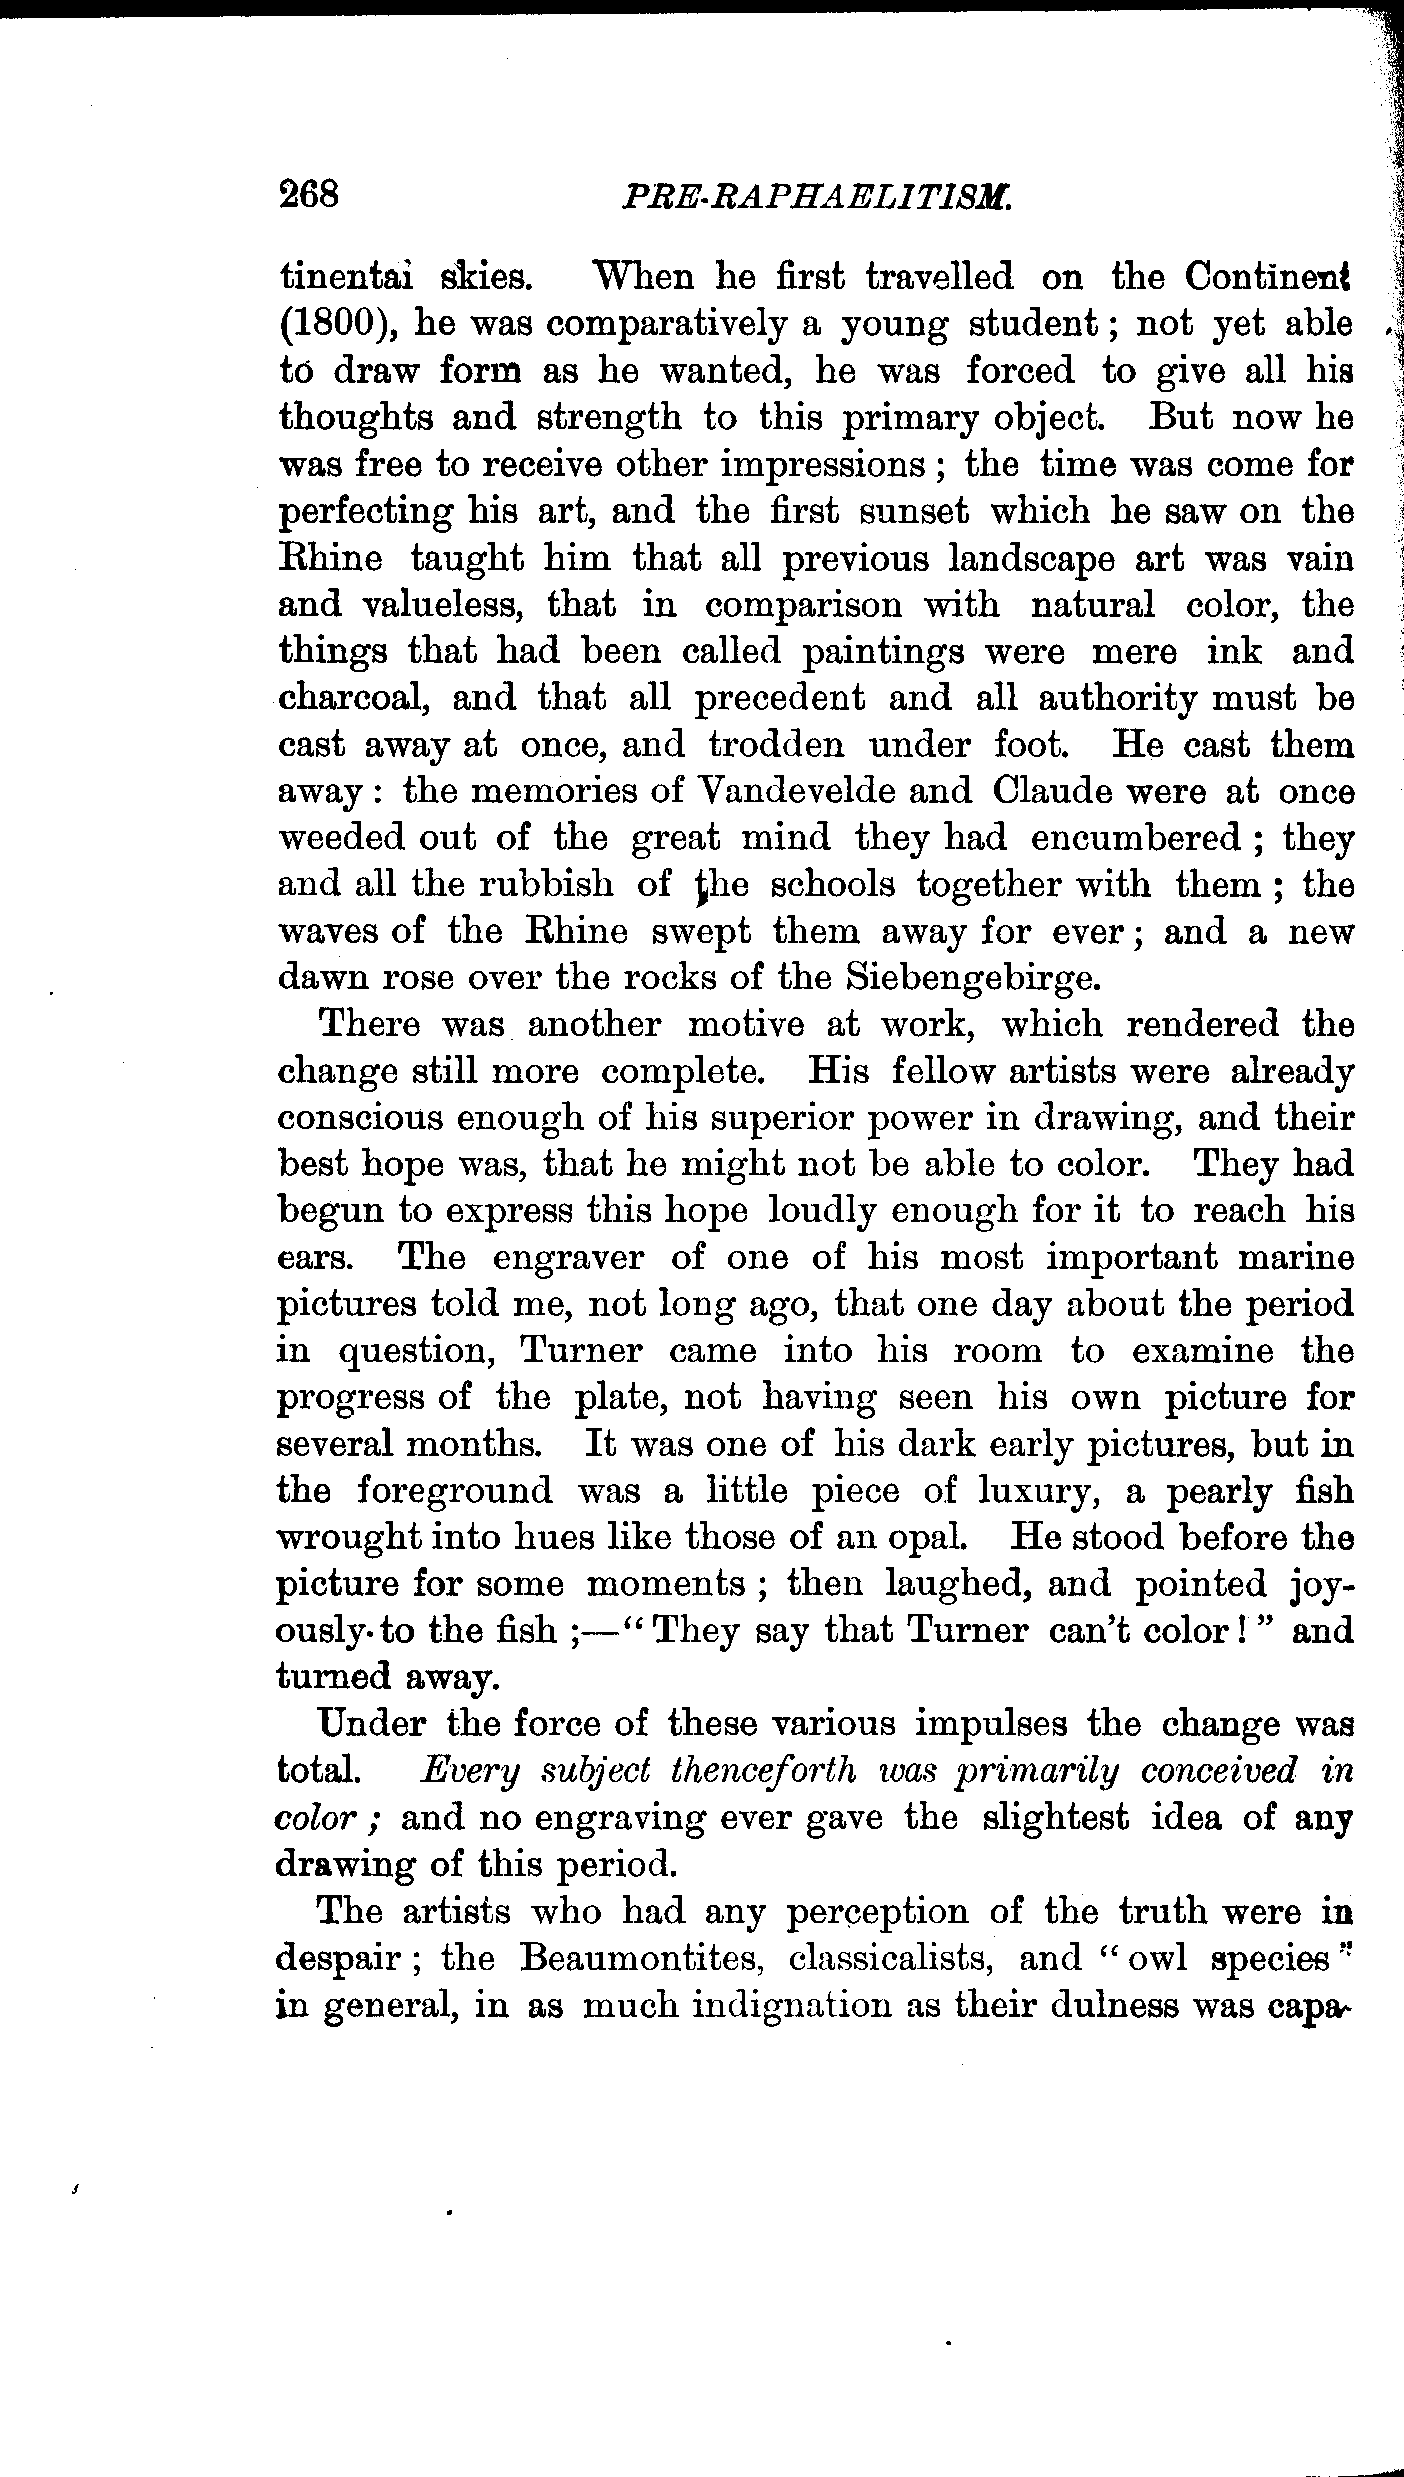 268 PRE-RAPHAELITISM.
tinental skies. When he first travelled on the Continent
(1800), he was comparatively a young student; not yet able
to draw form as he wanted, he was forced to give all his
thoughts and strength to this primary object. But now he
was free to receive other impressions; the time was come for
perfecting his art, and the first sunset which he saw on the
Rhine taught him that all previous landscape art was vain
and valueless, that in comparison with natural color, the
things that had been called paintings were mere ink and
charcoal, and that all precedent and all authority must be
cast away at once, and trodden under foot. He cast them
away: the memories of Vandevelde and Claude were at once
weeded out of the great mind they had encumbered; they
and all the rubbish of the schools together with them; the
waves of the Rhine swept them away for ever; and a new
dawn rose over the rocks of the Siebengebirge.
There was another motive at work, which rendered the
change still more complete. His fellow artists were already
conscious enough of his superior power in drawing, and their
best hope was, that he might not be able to color. They had
begun to express this hope loudly enough for it to reach his
ears. The engraver of one of his most important marine
pictures told me, not long ago, that one day about the period
in question, Turner came into his room to examine the
progress of the plate, not having seen his own picture for
several months. It was one of his dark early pictures, but in
the foreground was a little piece of luxury, a pearly fish
wrought into hues like those of an opal. He stood before the
picture for some moments; then laughed, and pointed joy-
ously to the fish;—"They say that Turner can't color!" and
turned away.
Under the force of these various impulses the change was
total. Every subject thenceforth was primarily conceived in
color; and no engraving ever gave the slightest idea of any
drawing of this period.
The artists who had any perception of the truth were in
despair; the Beaumontites, classicalists, and "owl species"
in general, in as much indignation as their dulness was capa-